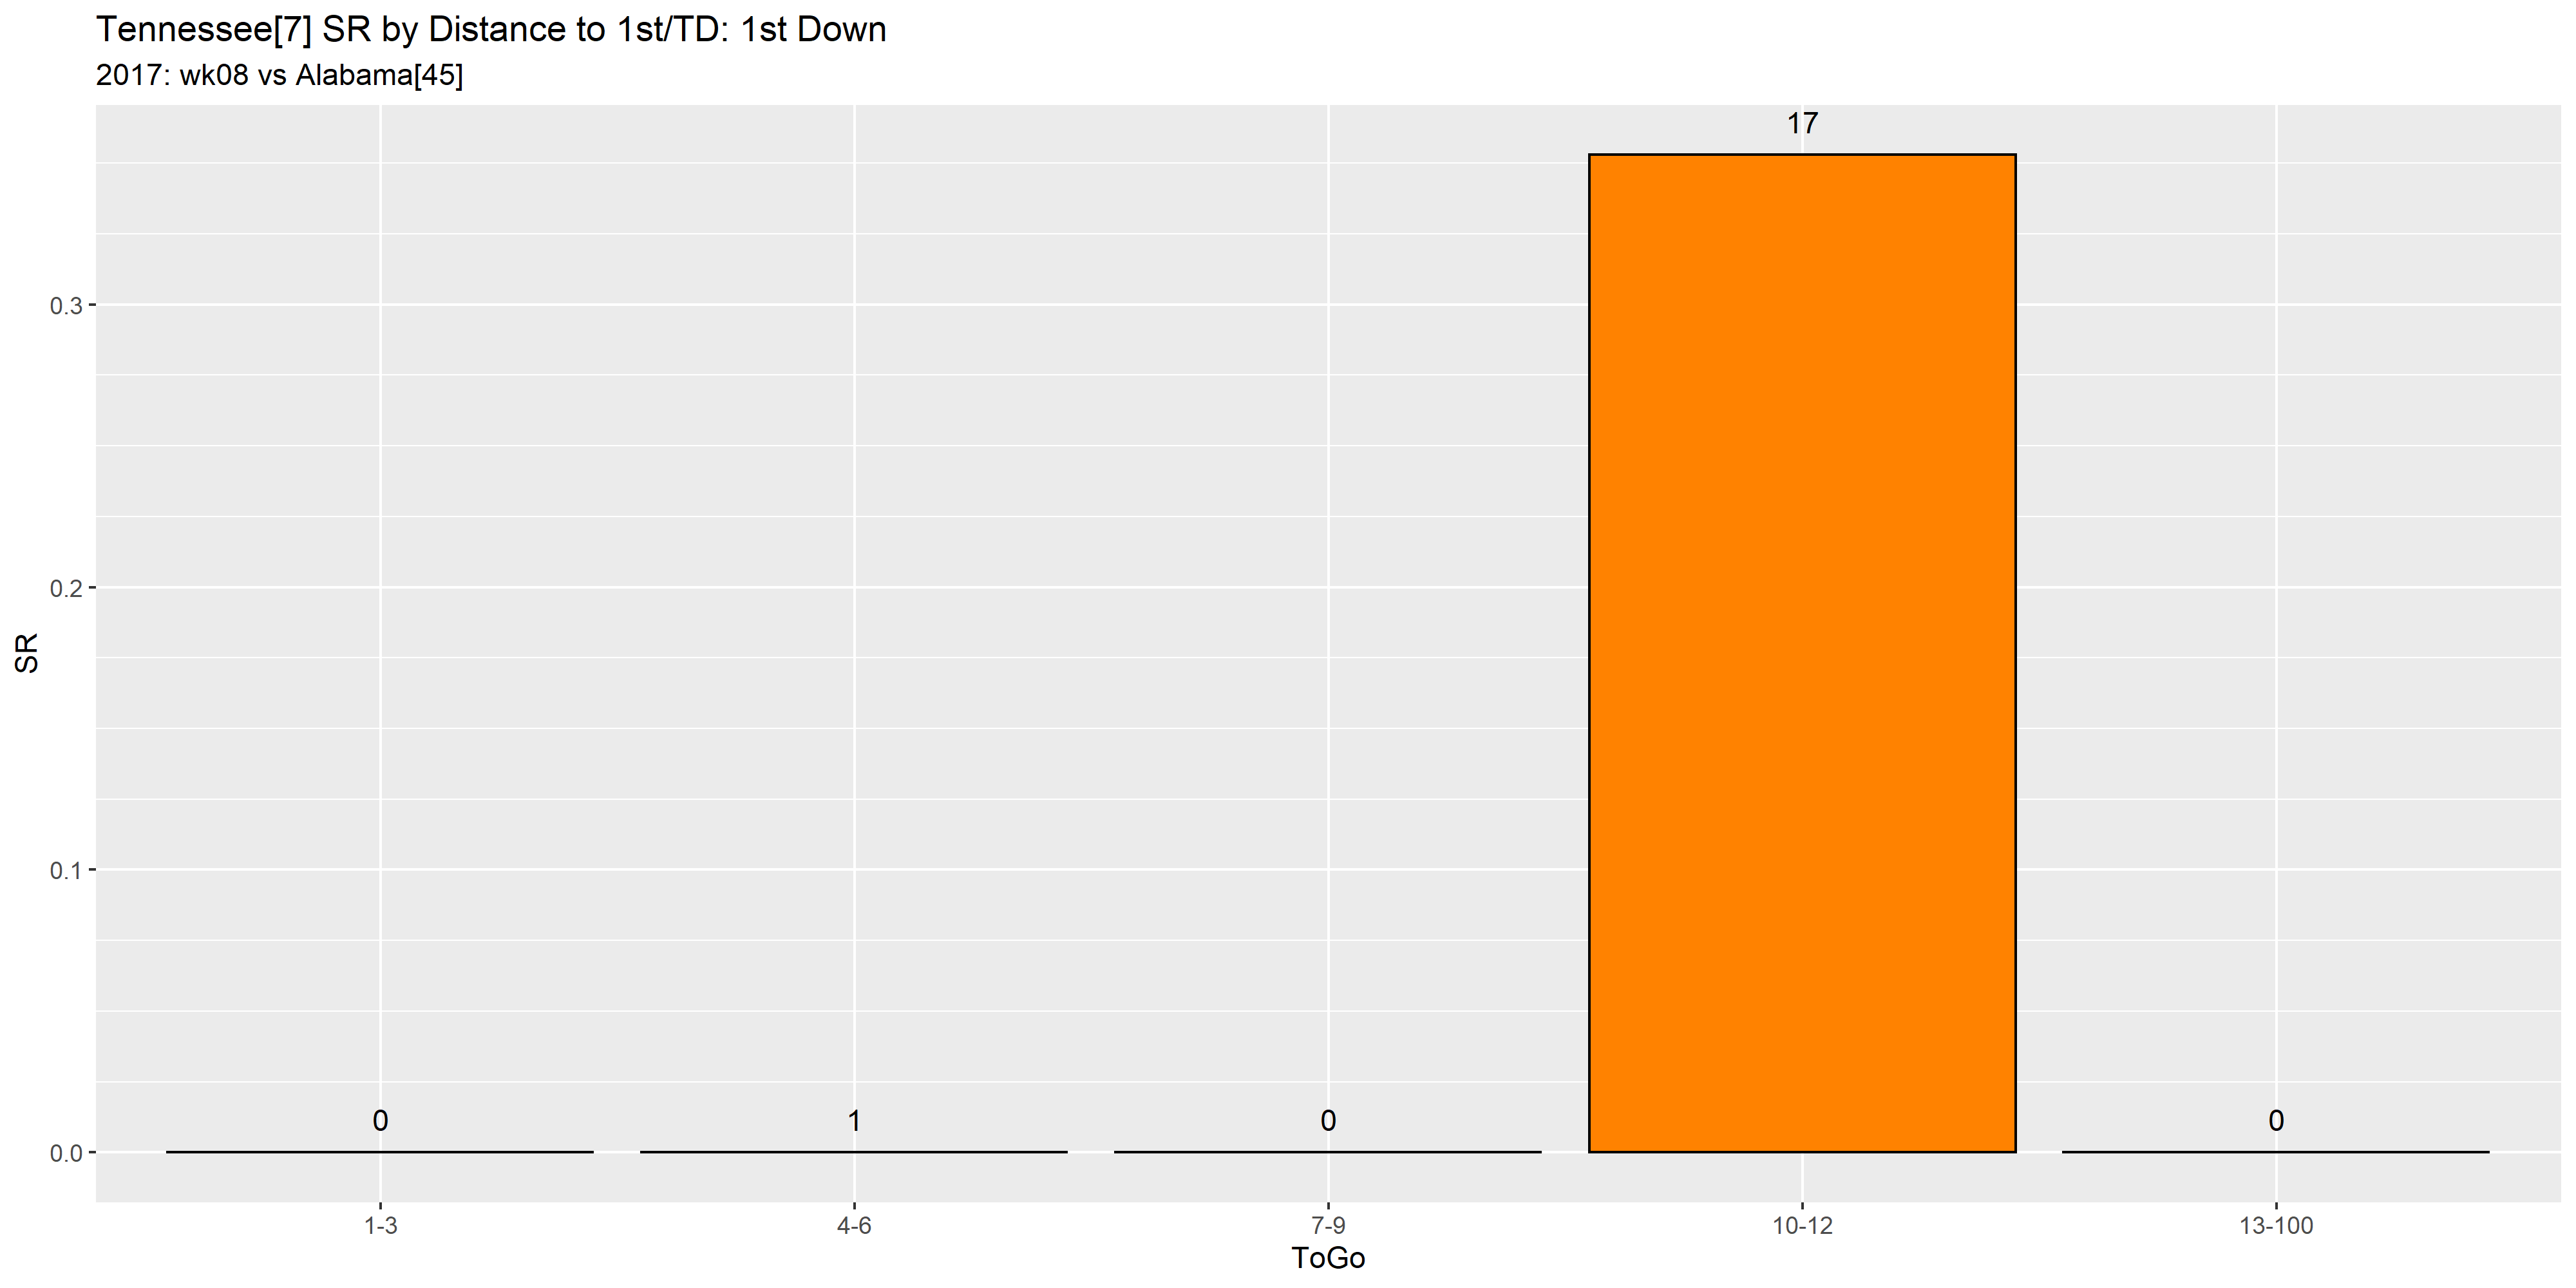 Tennessee[7] SR by Distance to 1st/TD: 1st Down
2017: wk08 vs Alabama[45]
17
0.3
0.2
SR
0.1
0 1 0 0
0.0
1-3 4-6 7-9 10-12 13-100
ToGo